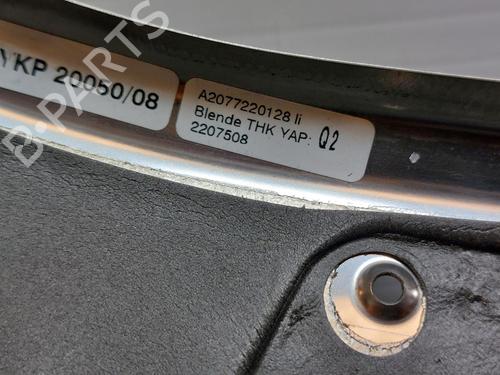 B-PARTS
YKP 20050/08
A2077220128 li
Blende THK YAP: Q2
2207508